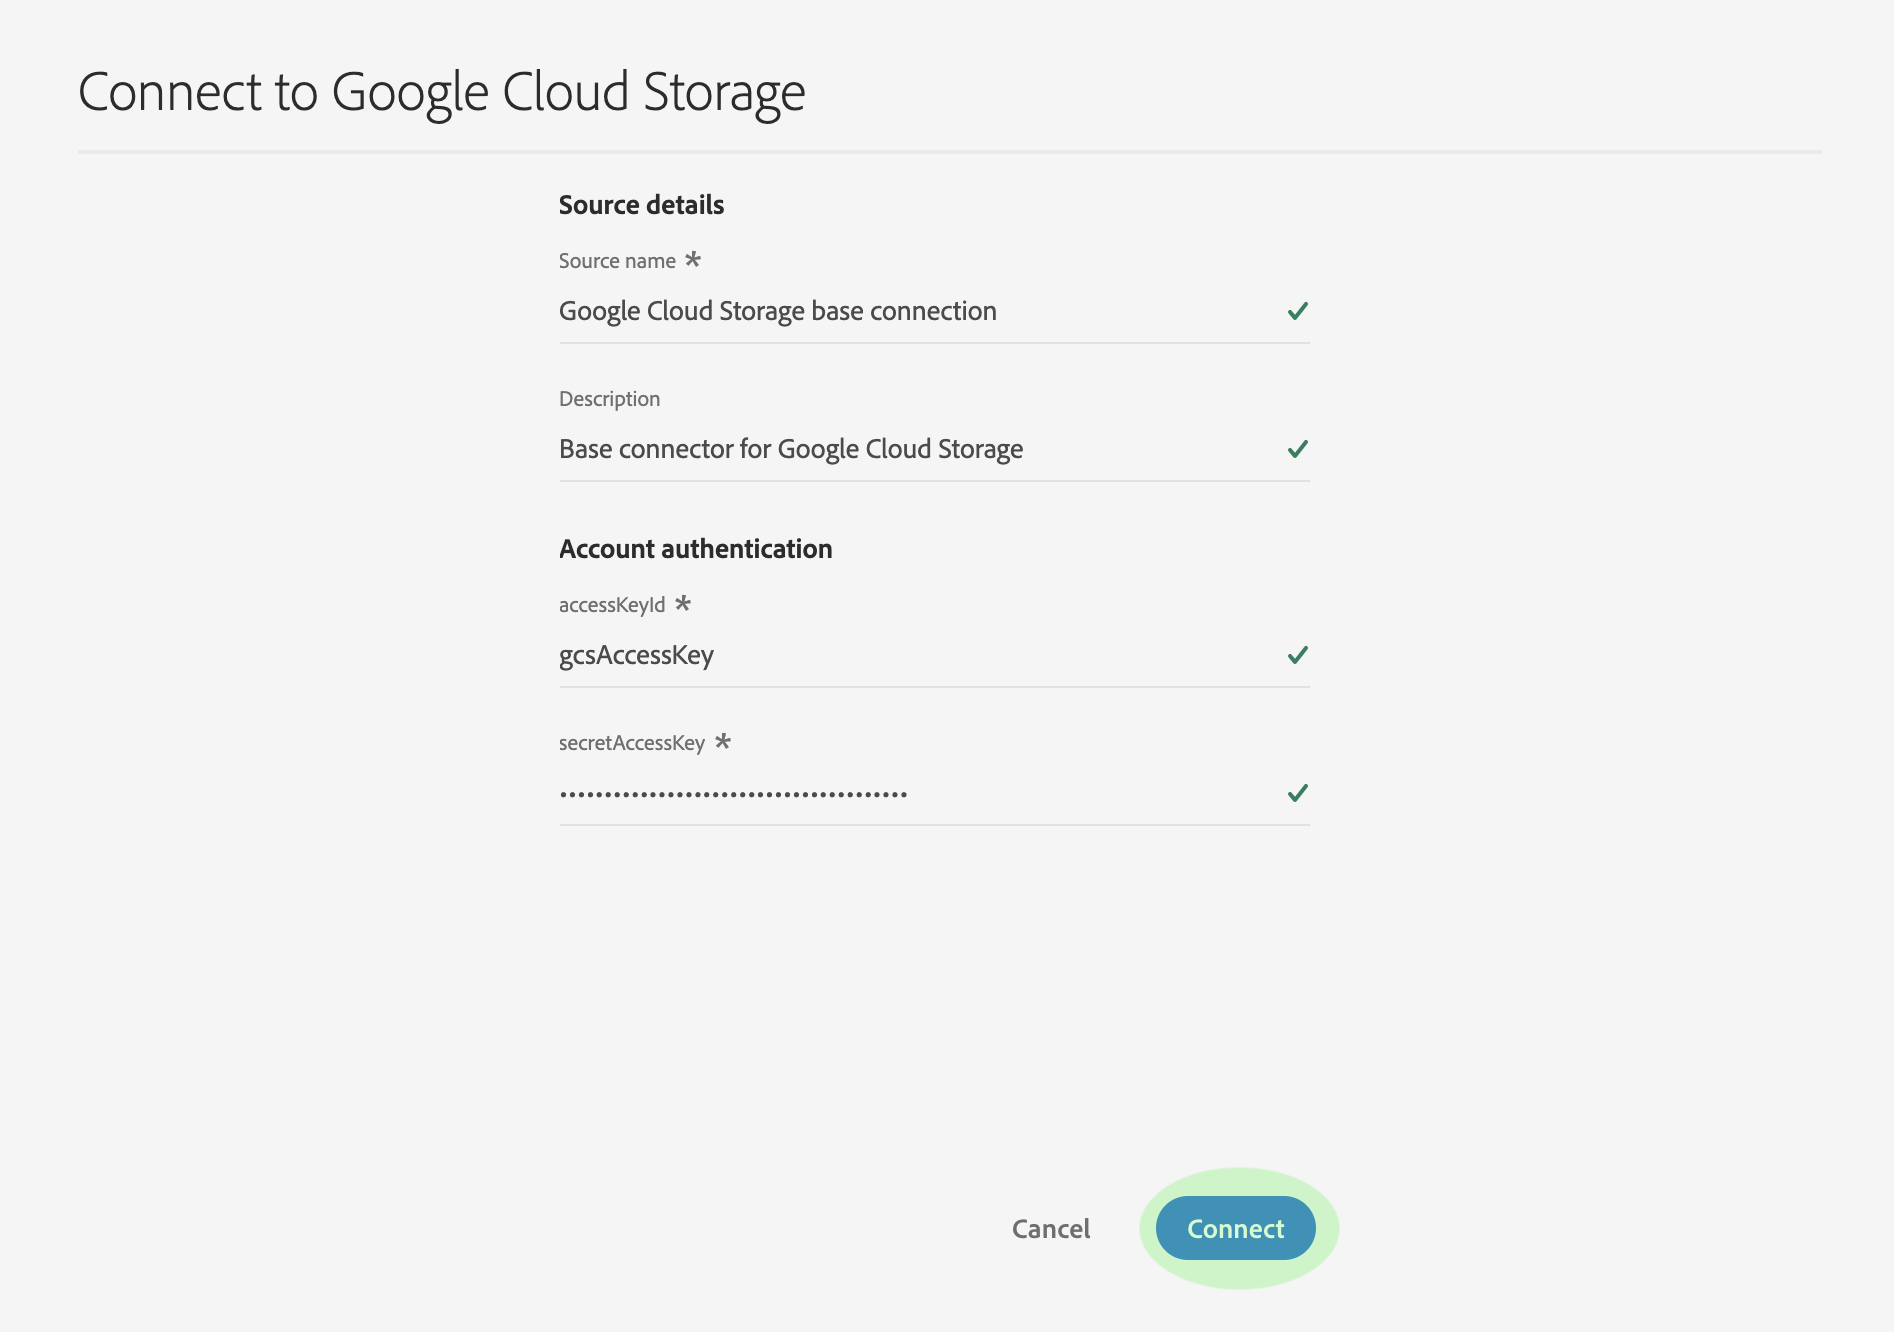 Connect to Google Cloud Storage
Source details
Source name *
Google Cloud Storage base connection
Description
Base connector for Google Cloud Storage
Account authentication
accessKeyId *
gcsAccessKey
secretAccessKey *
•••••••••••••••••••••••••••••••••••••••
Cancel
Connect